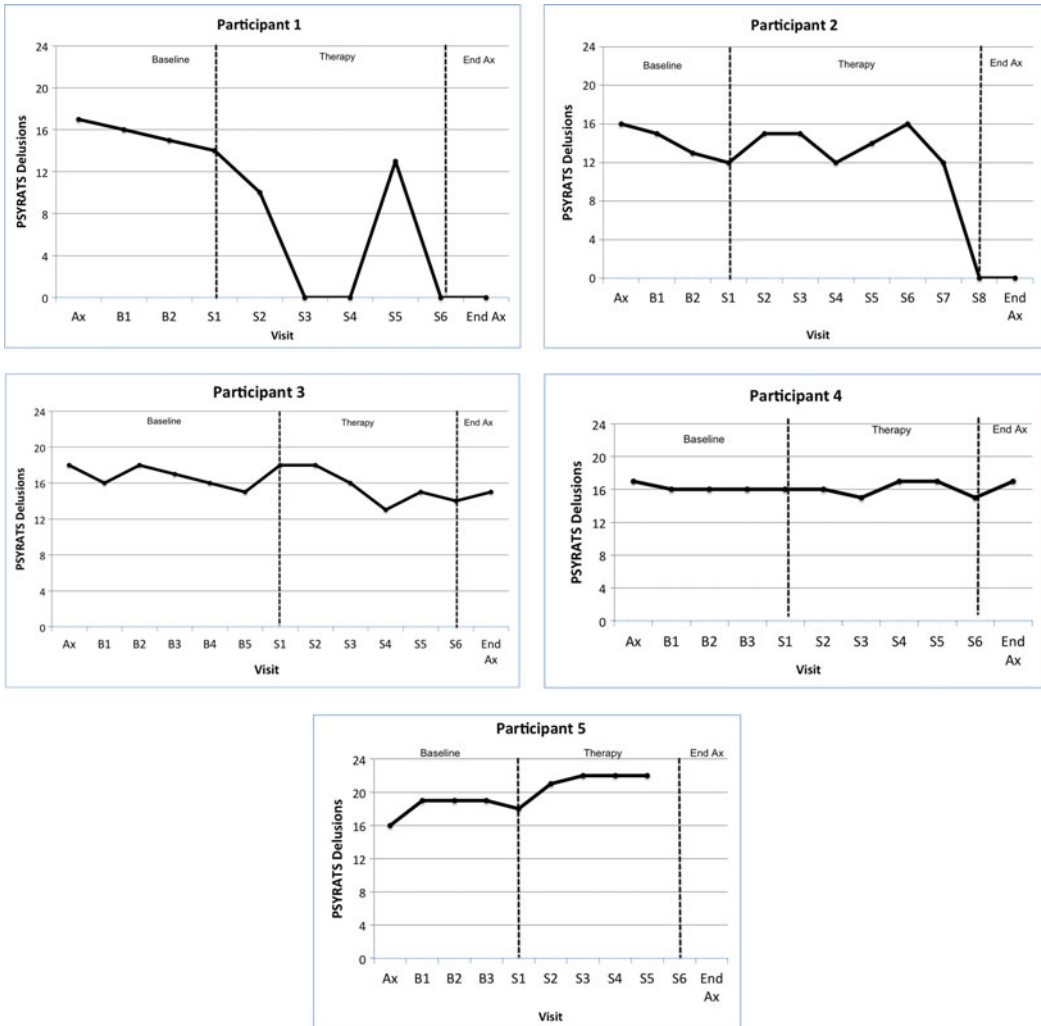 Participant 1
24
Baseline Therapy End Ax
20
16
12
8
4
0
PSYRATS Delusions
Ax B1 B2 S1 S2 S3 S4 S5 S6 End Ax
Visit
Participant 2
24
Baseline Therapy End Ax
20
16
12
8
4
0
PSYRATS Delusions
Ax B1 B2 S1 S2 S3 S4 S5 S6 S7 S8 End
Ax
Visit
Participant 3
24
Baseline Therapy End Ax
20
16
12
8
4
0
PSYRATS Delusions
Ax B1 B2 B3 B4 B5 S1 S2 S3 S4 S5 S6 End
Ax
Visit
Participant 4
24
Baseline Therapy End Ax
20
16
12
8
4
0
PSYRATS Delusions
Ax B1 B2 B3 S1 S2 S3 S4 S5 S6 End
Ax
Visit
Participant 5
Baseline Therapy End Ax
24
20
16
12
8
4
0
PSYRATS Delusions
Ax B1 B2 B3 S1 S2 S3 S4 S5 S6 End
Ax
Visit